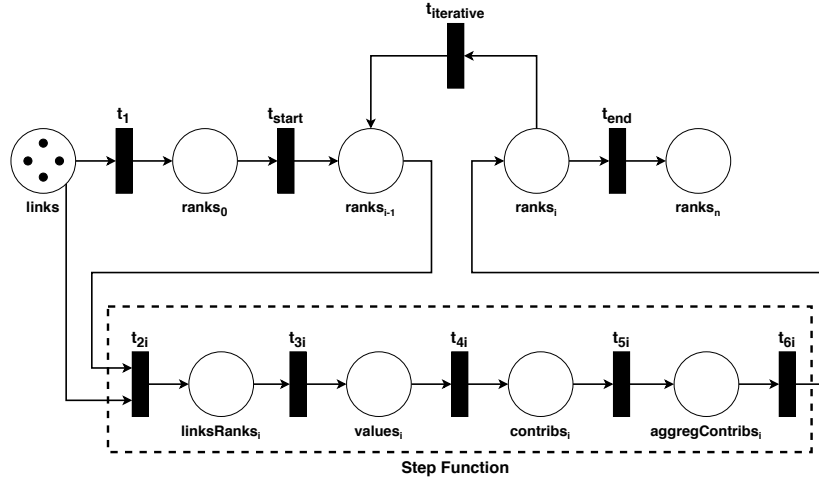 t_iterative
t_1
t_start
t_end
links
ranks_0
ranks_i-1
ranks_i
ranks_n
t_2i
t_3i
t_4i
t_5i
t_6i
linksRanks_i
values_i
contribs_i
aggregContribs_i
Step Function